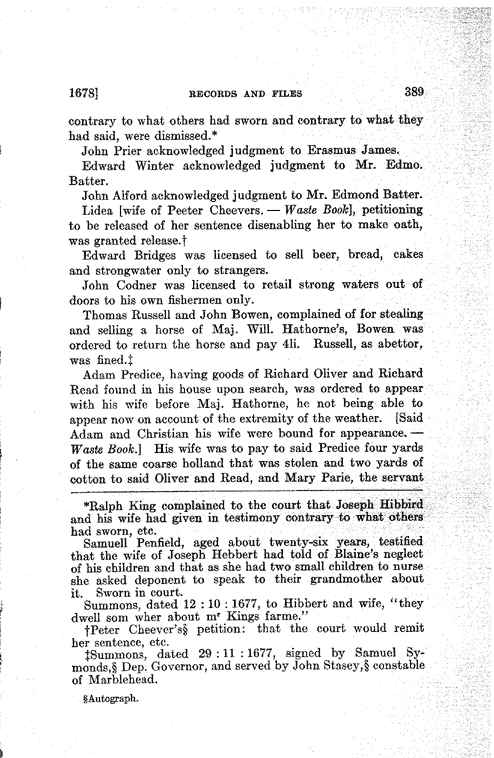 1678] RECORDS AND FILES 389
contrary to what others had sworn and contrary to what they
had said, were dismissed.*
John Prier acknowledged judgment to Erasmus James.
Edward Winter acknowledged judgment to Mr. Edmo.
Batter.
John Alford acknowledged judgment to Mr. Edmond Batter.
Lidea [wife of Peeter Cheevers. — Waste Book], petitioning
to be released of her sentence disenabling her to make oath,
was granted release.†
Edward Bridges was licensed to sell beer, bread, cakes
and strongwater only to strangers.
John Codner was licensed to retail strong waters out of
doors to his own fishermen only.
Thomas Russell and John Bowen, complained of for stealing
and selling a horse of Maj. Will. Hathorne's, Bowen was
ordered to return the horse and pay 4li. Russell, as abettor,
was fined.‡
Adam Predice, having goods of Richard Oliver and Richard
Read found in his house upon search, was ordered to appear
with his wife before Maj. Hathorne, he not being able to
appear now on account of the extremity of the weather. [Said
Adam and Christian his wife were bound for appearance. —
Waste Book.] His wife was to pay to said Predice four yards
of the same coarse holland that was stolen and two yards of
cotton to said Oliver and Read, and Mary Parie, the servant
*Ralph King complained to the court that Joseph Hibbird
and his wife had given in testimony contrary to what others
had sworn, etc.
Samuell Penfield, aged about twenty-six years, testified
that the wife of Joseph Hebbert had told of Blaine's neglect
of his children and that as she had two small children to nurse
she asked deponent to speak to their grandmother about
it. Sworn in court.
Summons, dated 12 : 10 : 1677, to Hibbert and wife, "they
dwell som wher about mʳ Kings farme."
†Peter Cheever's§ petition: that the court would remit
her sentence, etc.
‡Summons, dated 29 : 11 : 1677, signed by Samuel Sy-
monds,§ Dep. Governor, and served by John Stasey,§ constable
of Marblehead.
§Autograph.